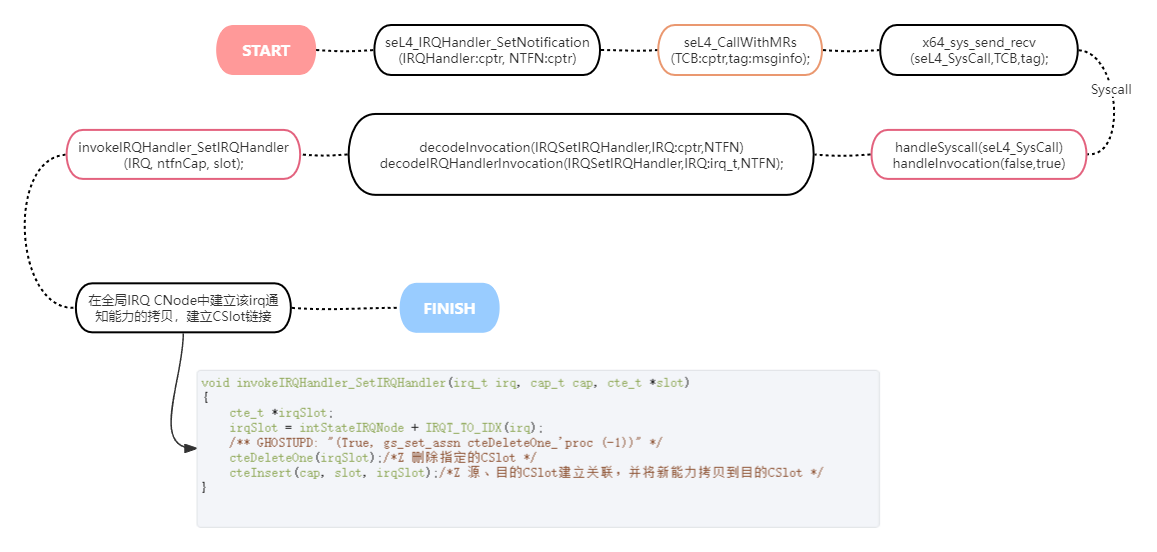 START
seL4_IRQHandler_SetNotification
(IRQHandler:cptr, NTFN:cptr)
seL4_CallWithMRs
(TCB:cptr,tag:msginfo);
x64_sys_send_recv
(seL4_SysCall,TCB,tag);
Syscall
invokeIRQHandler_SetIRQHandler
(IRQ, ntfnCap, slot);
decodeInvocation(IRQSetIRQHandler,IRQ:cptr,NTFN)
decodeIRQHandlerInvocation(IRQSetIRQHandler,IRQ:irq_t,NTFN);
handleSyscall(seL4_SysCall)
handleInvocation(false,true)
在全局IRQ CNode中建立该irq通
知能力的拷贝，建立CSlot链接
FINISH
void invokeIRQHandler_SetIRQHandler(irq_t irq, cap_t cap, cte_t *slot)
{
cte_t *irqSlot;
irqSlot = intStateIRQNode + IRQT_TO_IDX(irq);
/** GHOSTUPD: "(True, gs_set_assn cteDeleteOne_'proc (-1))" */
cteDeleteOne(irqSlot);/*Z 删除指定的CSlot */
cteInsert(cap, slot, irqSlot);/*Z 源、目的CSlot建立关联，并将新能力拷贝到目的CSlot */
}